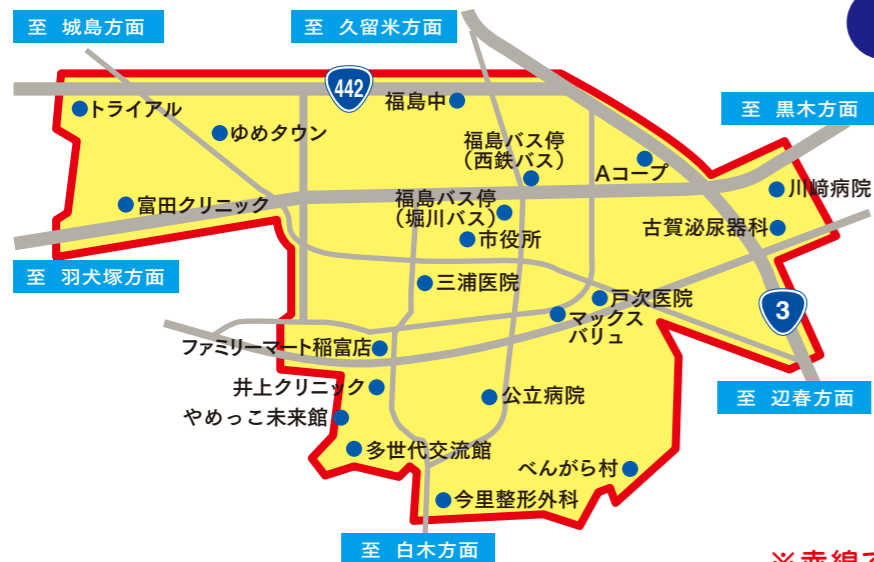 至 城島方面
至 久留米方面
442
福島中
トライアル
ゆめタウン
至 黒木方面
福島バス停
(西鉄バス)
Aコープ
川﨑病院
富田クリニック
福島バス停
(堀川バス)
古賀泌尿器科
市役所
至 羽犬塚方面
三浦医院
戸次医院
マックス
バリュ
3
ファミリーマート稲富店
井上クリニック
公立病院
至 辺春方面
やめっこ未来館
多世代交流館
べんがら村
今里整形外科
至 白木方面